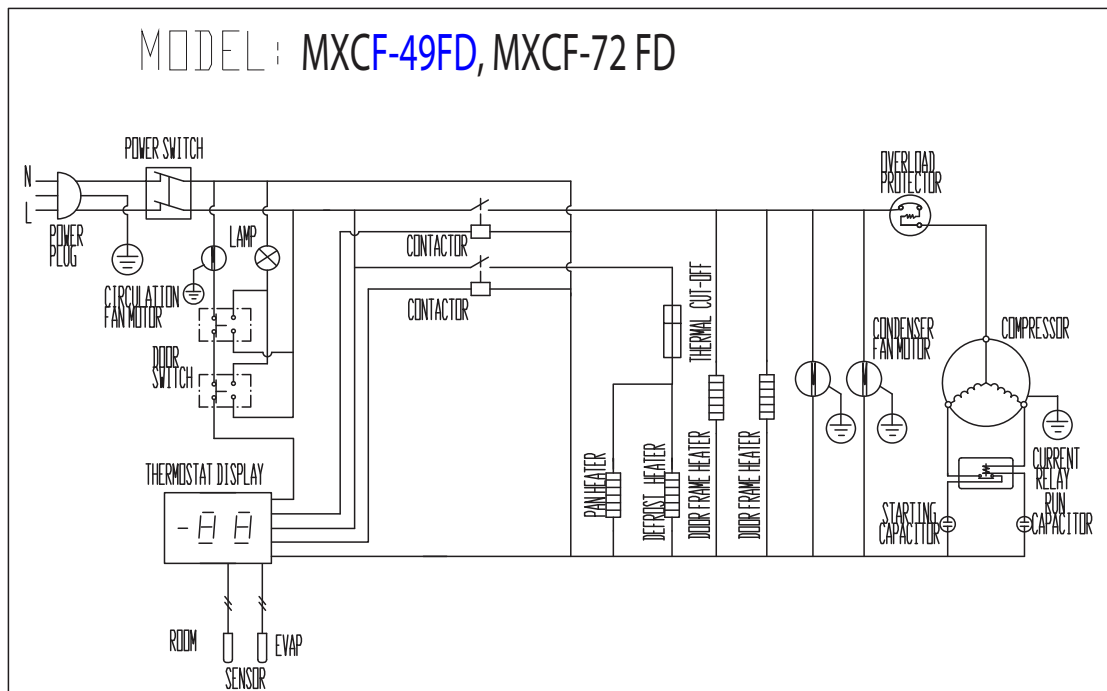 MODEL: MXCF-49FD, MXCF-72 FD
POWER SWITCH
N
L
POWER
PLUG
LAMP
CIRCULATION
FAN MOTOR
DOOR
SWITCH
CONTACTOR
CONTACTOR
THERMAL CUT-OFF
OVERLOAD
PROTECTOR
CONDENSER
FAN MOTOR
COMPRESSOR
THERMOSTAT DISPLAY
PAN HEATER
DEFROST HEATER
DOOR FRAME HEATER
DOOR FRAME HEATER
CURRENT
RELAY
STARTING
CAPACITOR
RUN
CAPACITOR
ROOM
EVAP
SENSOR